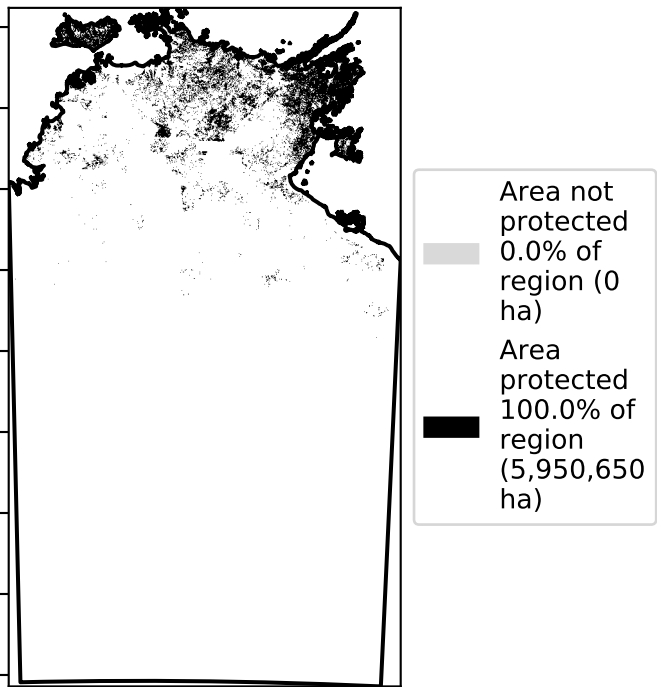 Area not
protected
0.0% of
region (0
ha)
Area
protected
100.0% of
region
(5,950,650
ha)